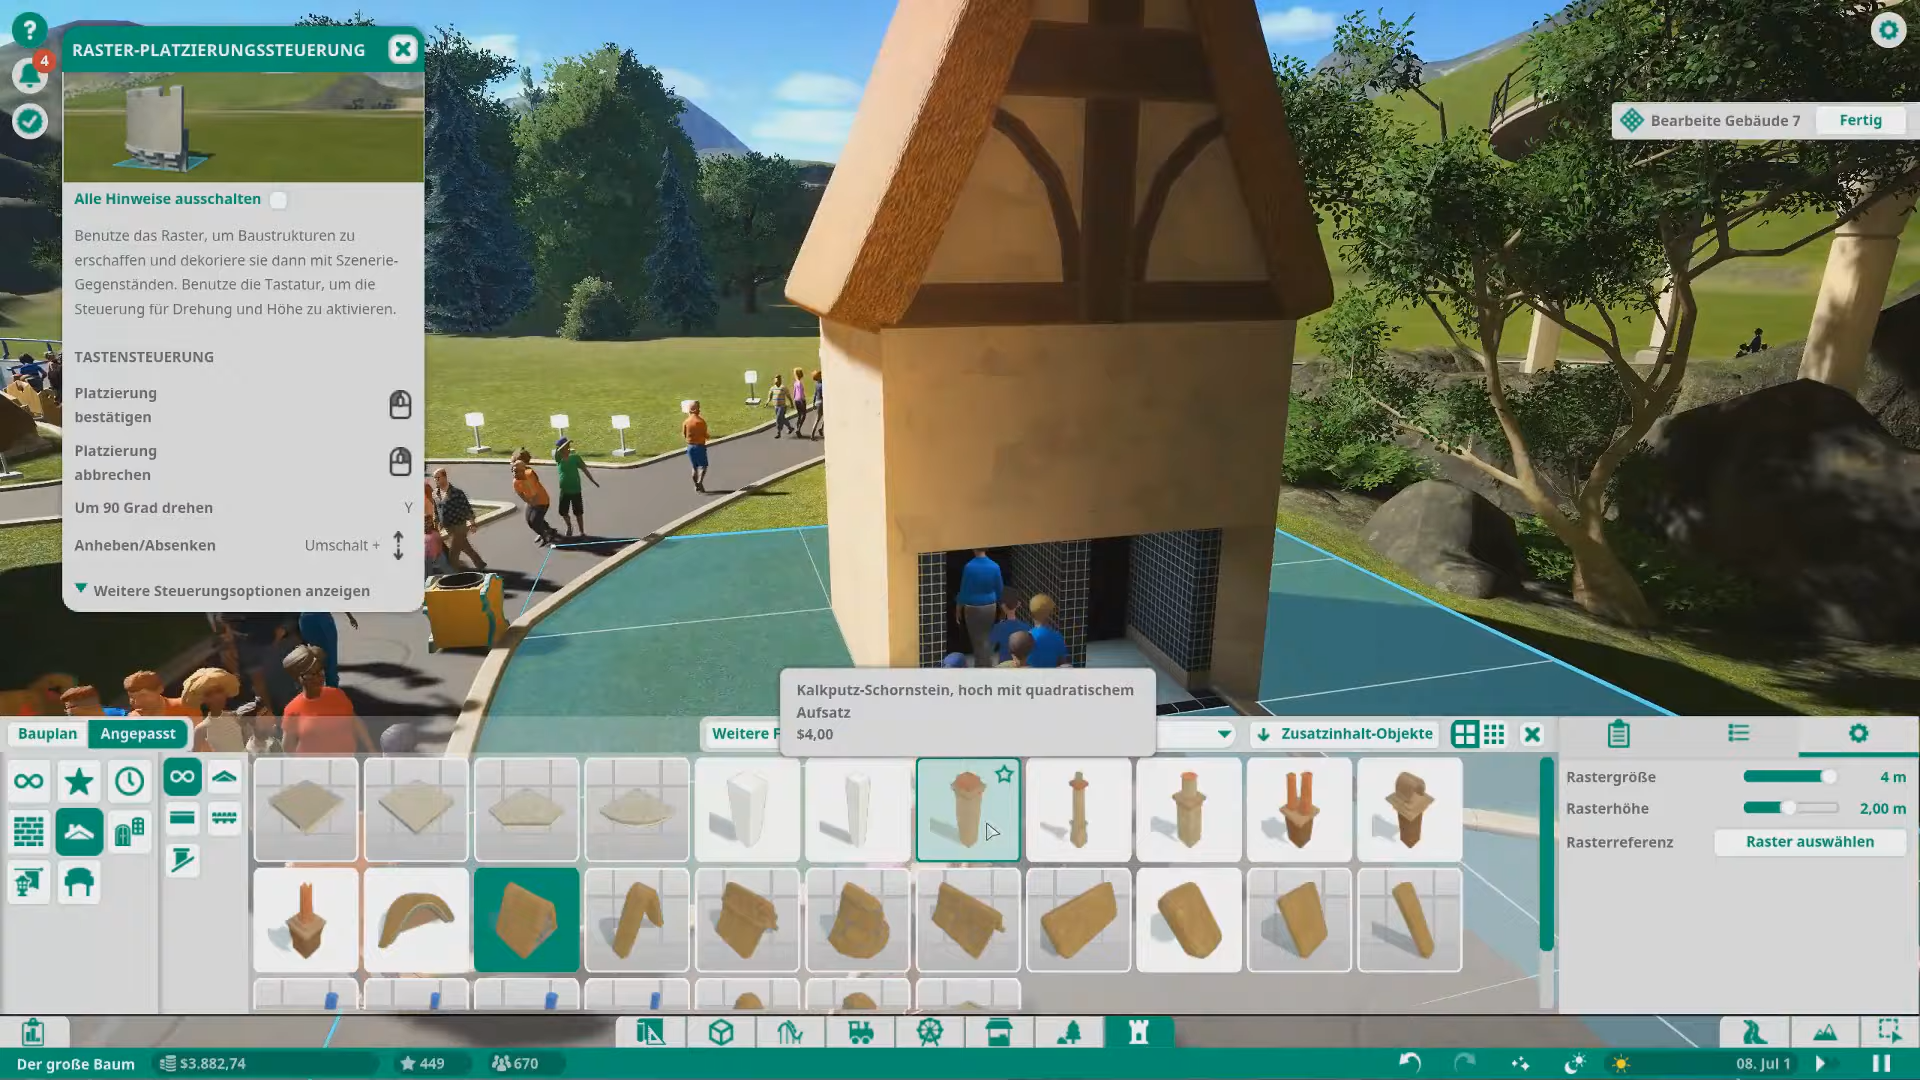 ?
4
RASTER-PLATZIERUNGSSTEUERUNG
Alle Hinweise ausschalten
Benutze das Raster, um Baustrukturen zu
erschaffen und dekoriere sie dann mit Szenerie-
Gegenständen. Benutze die Tastatur, um die
Steuerung für Drehung und Höhe zu aktivieren.
TASTENSTEUERUNG
Platzierung
bestätigen
Platzierung
abbrechen
Um 90 Grad drehen Y
Anheben/Absenken Umschalt +
Weitere Steuerungsoptionen anzeigen
Bearbeite Gebäude 7 Fertig
Kalkputz-Schornstein, hoch mit quadratischem
Aufsatz
$4,00
Bauplan Angepasst Weitere Zusatzinhalt-Objekte
Rastergröße 4 m
Rasterhöhe 2,00 m
Rasterreferenz Raster auswählen
Der große Baum $3.882,74 449 670 08. Jul 1